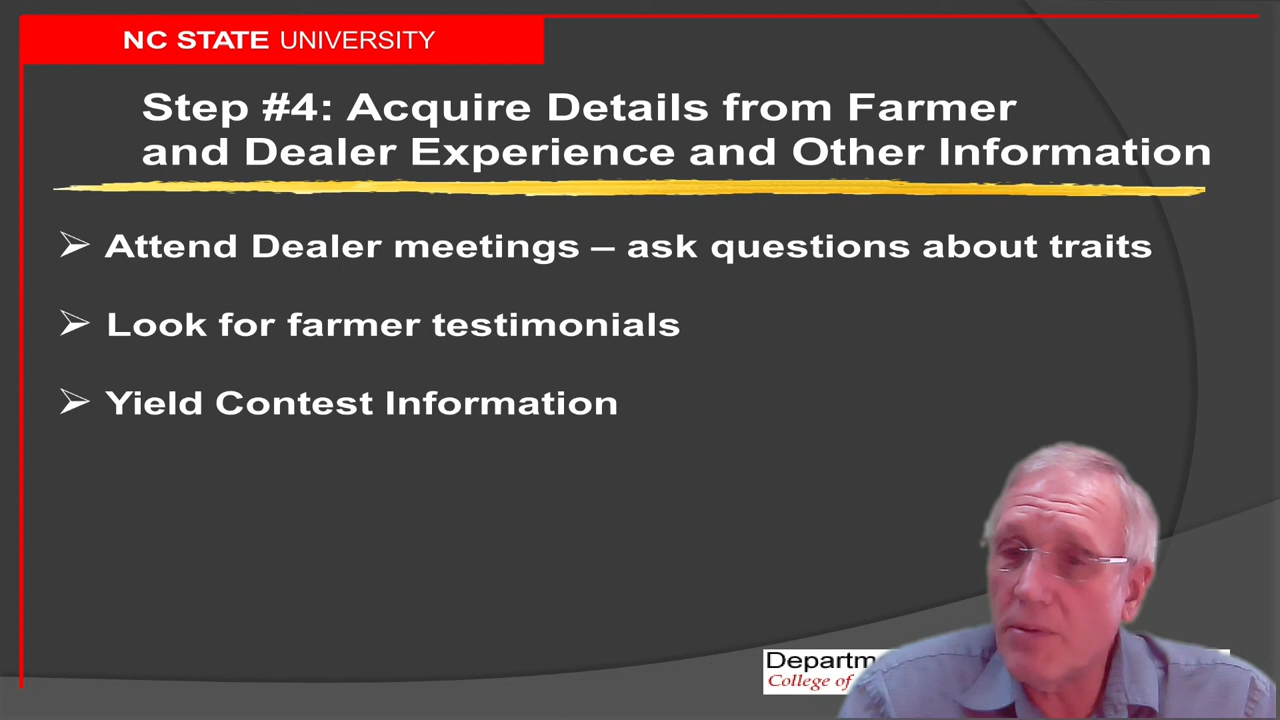 NC STATE UNIVERSITY
Step #4: Acquire Details from Farmer
and Dealer Experience and Other Information
➢ Attend Dealer meetings – ask questions about traits
➢ Look for farmer testimonials
➢ Yield Contest Information
College of